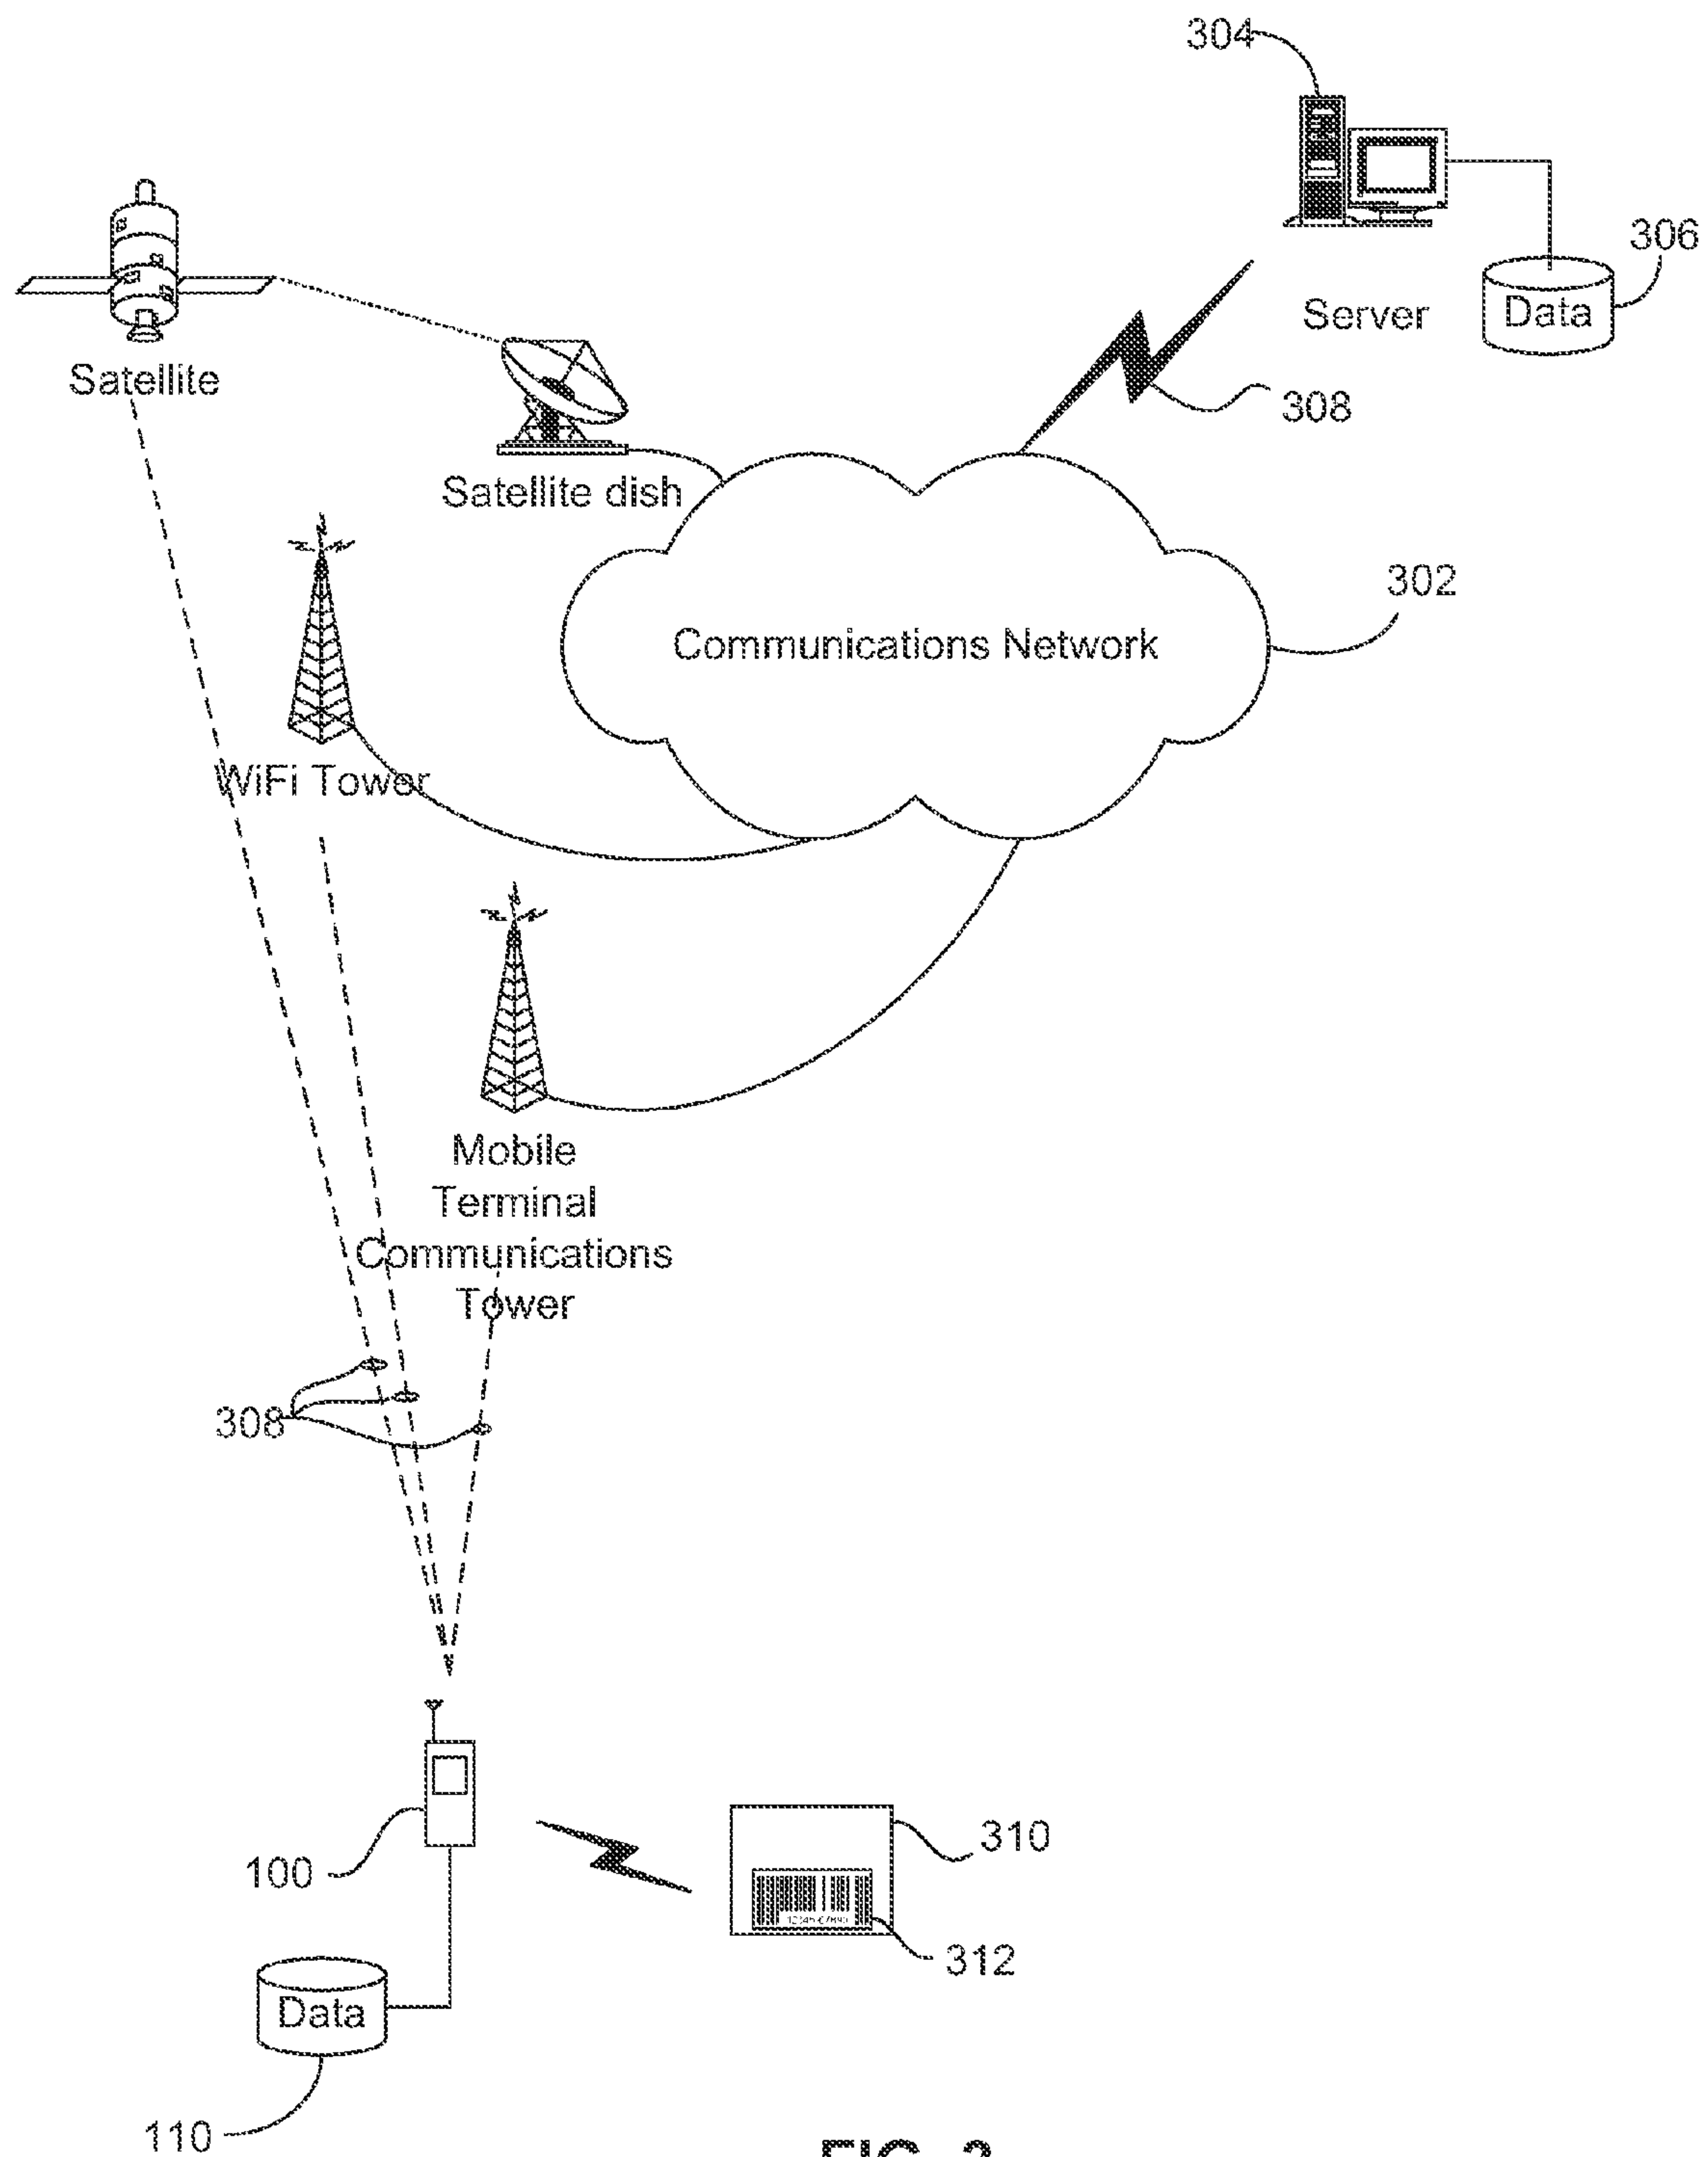 304
306
Data
Server
308
Satellite
Satellite dish
302
Communications Network
WiFi Tower
Mobile
Terminal
Communications
Tower
308
100
310
312
Data
110